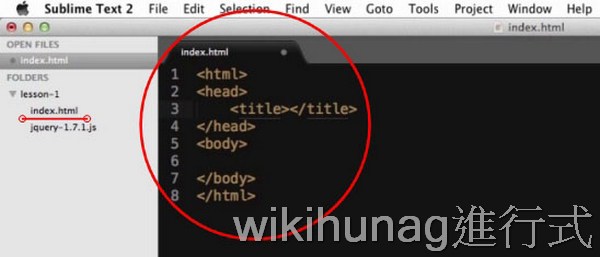 Sublime Text 2 File Edit Selection Find View Goto Tools Project Window Help
index.html
OPEN FILES
index.html
FOLDERS
lesson-1
index.html
jquery-1.7.1.js
index.html
1 <html>
2 <head>
3 <title></title>
4 </head>
5 <body>
6
7 </body>
8 </html>
wikihunag進行式